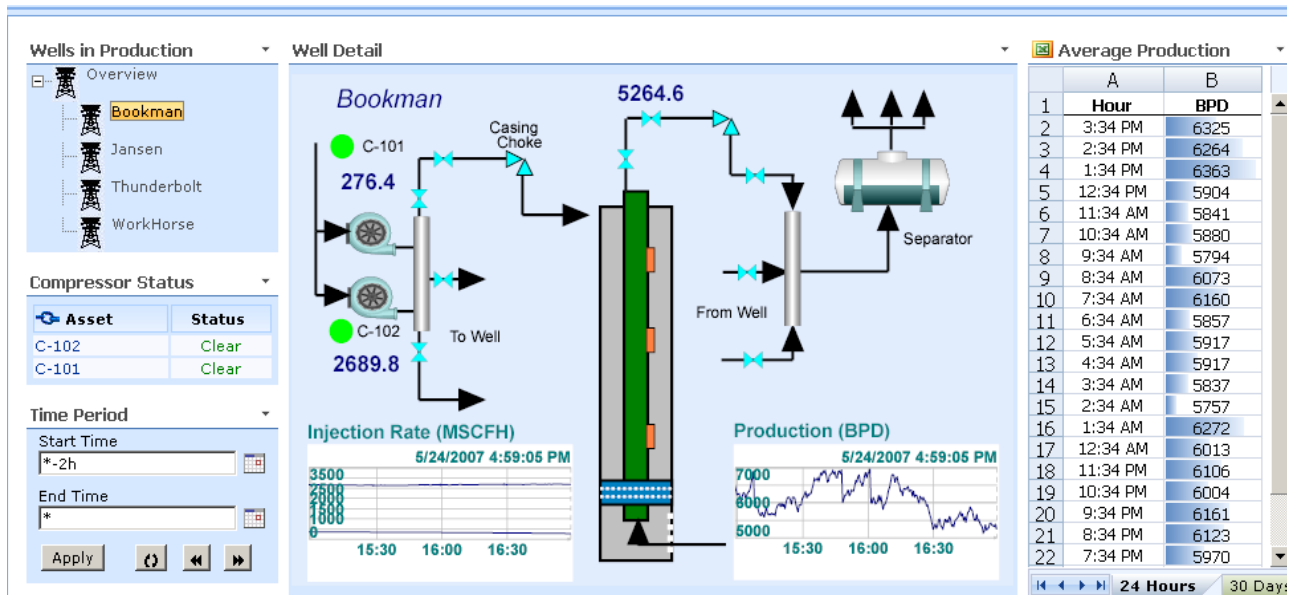 Wells in Production
Overview
Bookman
Jansen
Thunderbolt
WorkHorse
Compressor Status
Asset Status
C-102 Clear
C-101 Clear
Time Period
Start Time
*-2h
End Time
*
Apply
Well Detail
Bookman
5264.6
C-101
276.4
Casing
Choke
C-102
2689.8
To Well
From Well
Separator
Injection Rate (MSCFH)
5/24/2007 4:59:05 PM
3500
2500
2000
1500
1000
0
15:30 16:00 16:30
Production (BPD)
5/24/2007 4:59:05 PM
7000
6000
5000
15:30 16:00 16:30
Average Production
A B
1 Hour BPD
2 3:34 PM 6325
3 2:34 PM 6264
4 1:34 PM 6363
5 12:34 PM 5904
6 11:34 AM 5841
7 10:34 AM 5880
8 9:34 AM 5794
9 8:34 AM 6073
10 7:34 AM 6160
11 6:34 AM 5857
12 5:34 AM 5917
13 4:34 AM 5917
14 3:34 AM 5837
15 2:34 AM 5757
16 1:34 AM 6272
17 12:34 AM 6013
18 11:34 PM 6106
19 10:34 PM 6004
20 9:34 PM 6161
21 8:34 PM 6123
22 7:34 PM 5970
24 Hours 30 Days